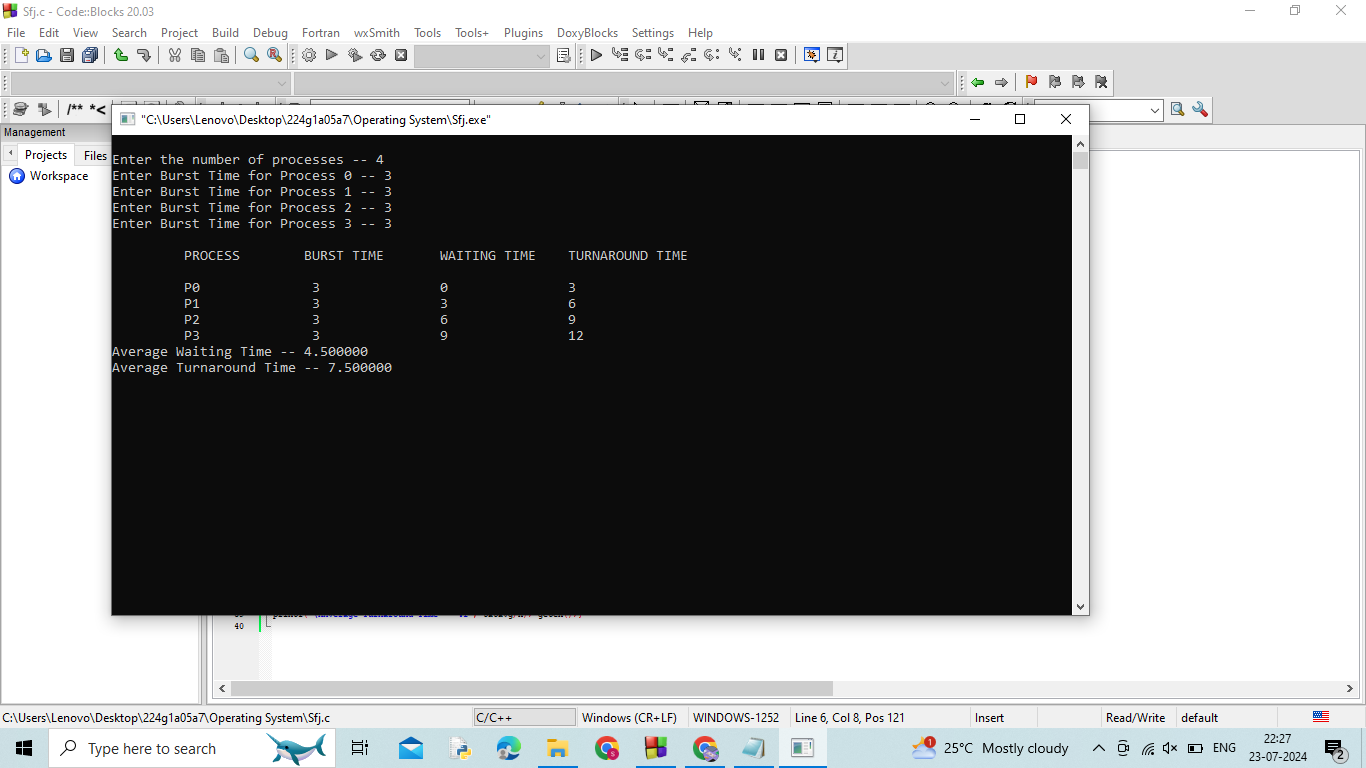 Sfj.c - Code::Blocks 20.03
File Edit View Search Project Build Debug Fortran wxSmith Tools Tools+ Plugins DoxyBlocks Settings Help
/** *<
Management
"C:\Users\Lenovo\Desktop\224g1a05a7\Operating System\Sfj.exe"
Projects Files
Workspace
Enter the number of processes -- 4
Enter Burst Time for Process 0 -- 3
Enter Burst Time for Process 1 -- 3
Enter Burst Time for Process 2 -- 3
Enter Burst Time for Process 3 -- 3
PROCESS BURST TIME WAITING TIME TURNAROUND TIME
P0 3 0 3
P1 3 3 6
P2 3 6 9
P3 3 9 12
Average Waiting Time -- 4.500000
Average Turnaround Time -- 7.500000
40
C:\Users\Lenovo\Desktop\224g1a05a7\Operating System\Sfj.c C/C++ Windows (CR+LF) WINDOWS-1252 Line 6, Col 8, Pos 121 Insert Read/Write default
Type here to search
1
25°C Mostly cloudy
ENG
22:27
23-07-2024
2